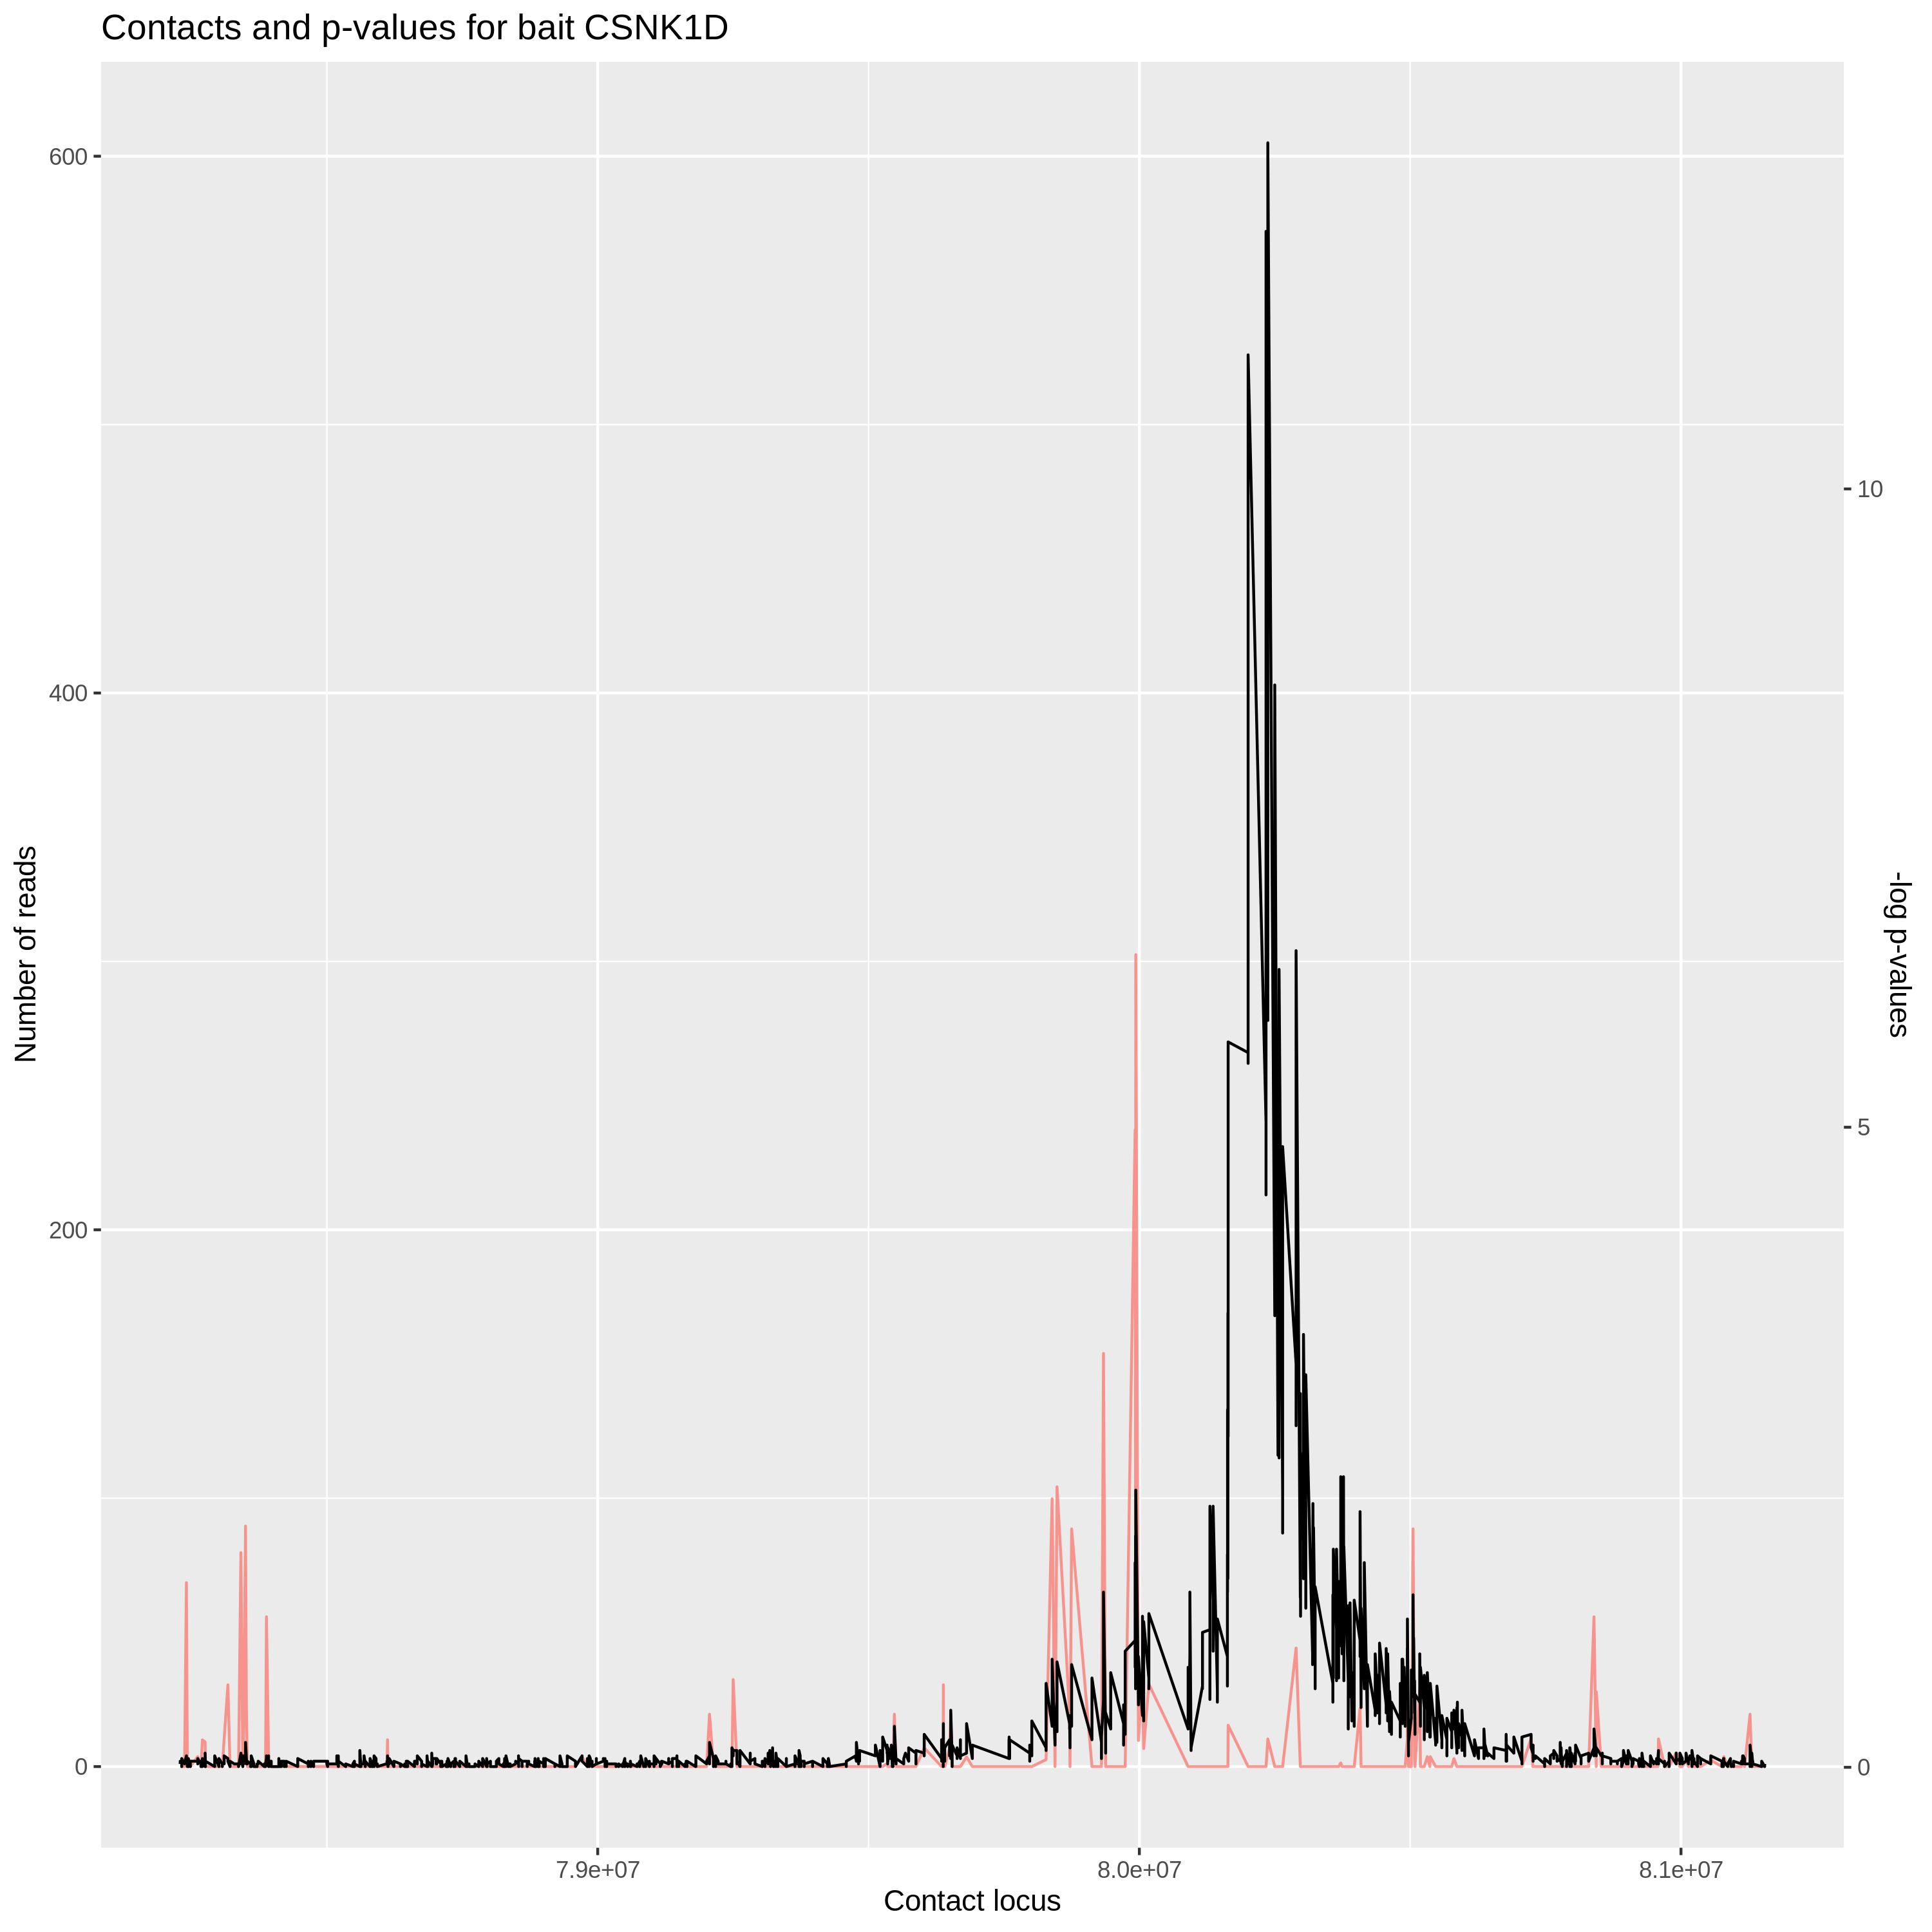 Contacts and p-values for bait CSNK1D
600
400
200
0
Number of reads
10
5
0
-log p-values
7.9e+07
8.0e+07
8.1e+07
Contact locus